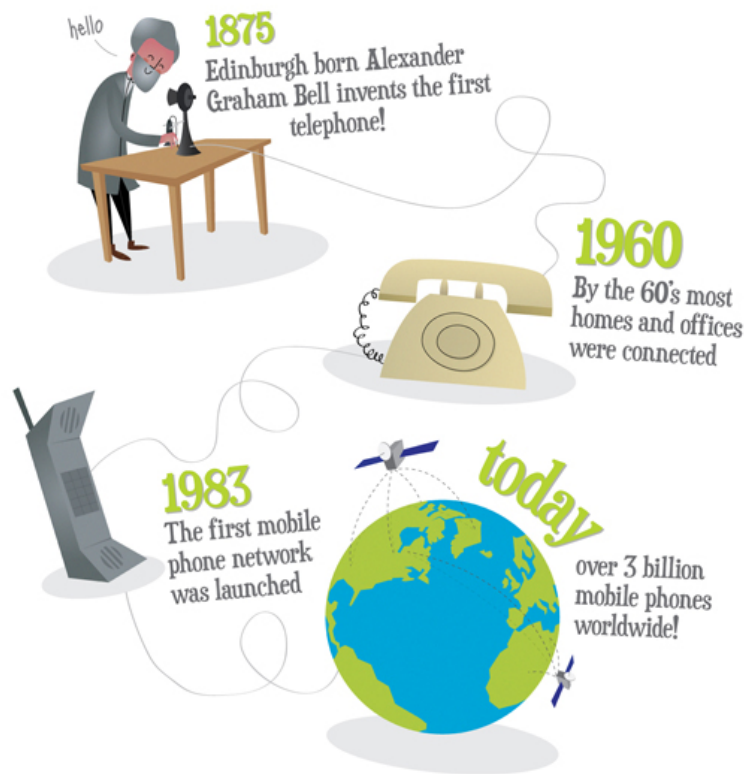 hello
1875
Edinburgh born Alexander
Graham Bell invents the first
telephone!
1960
By the 60's most
homes and offices
were connected
1983
The first mobile
phone network
was launched
today
over 3 billion
mobile phones
worldwide!